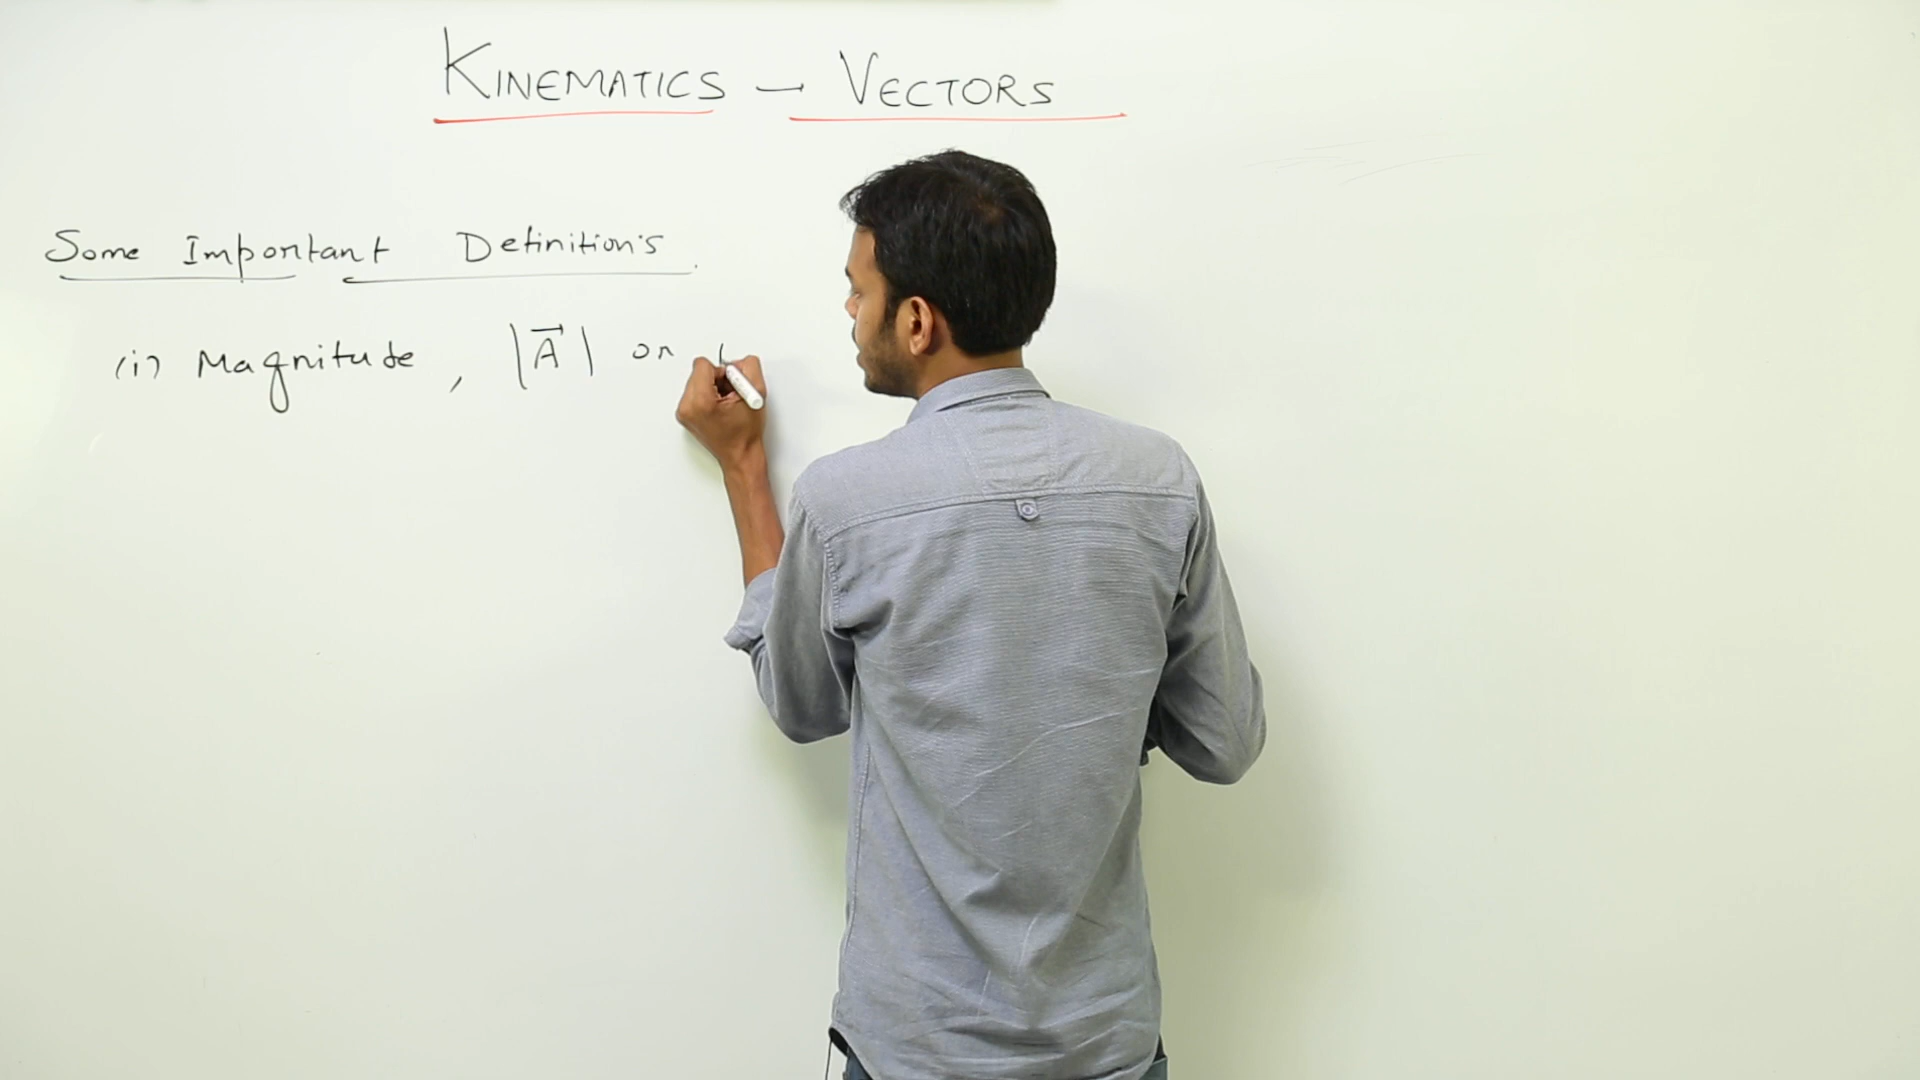 KINEMATICS - VECTORS
Some Important Definition's.
(i) Magnitude, |A⃗| or